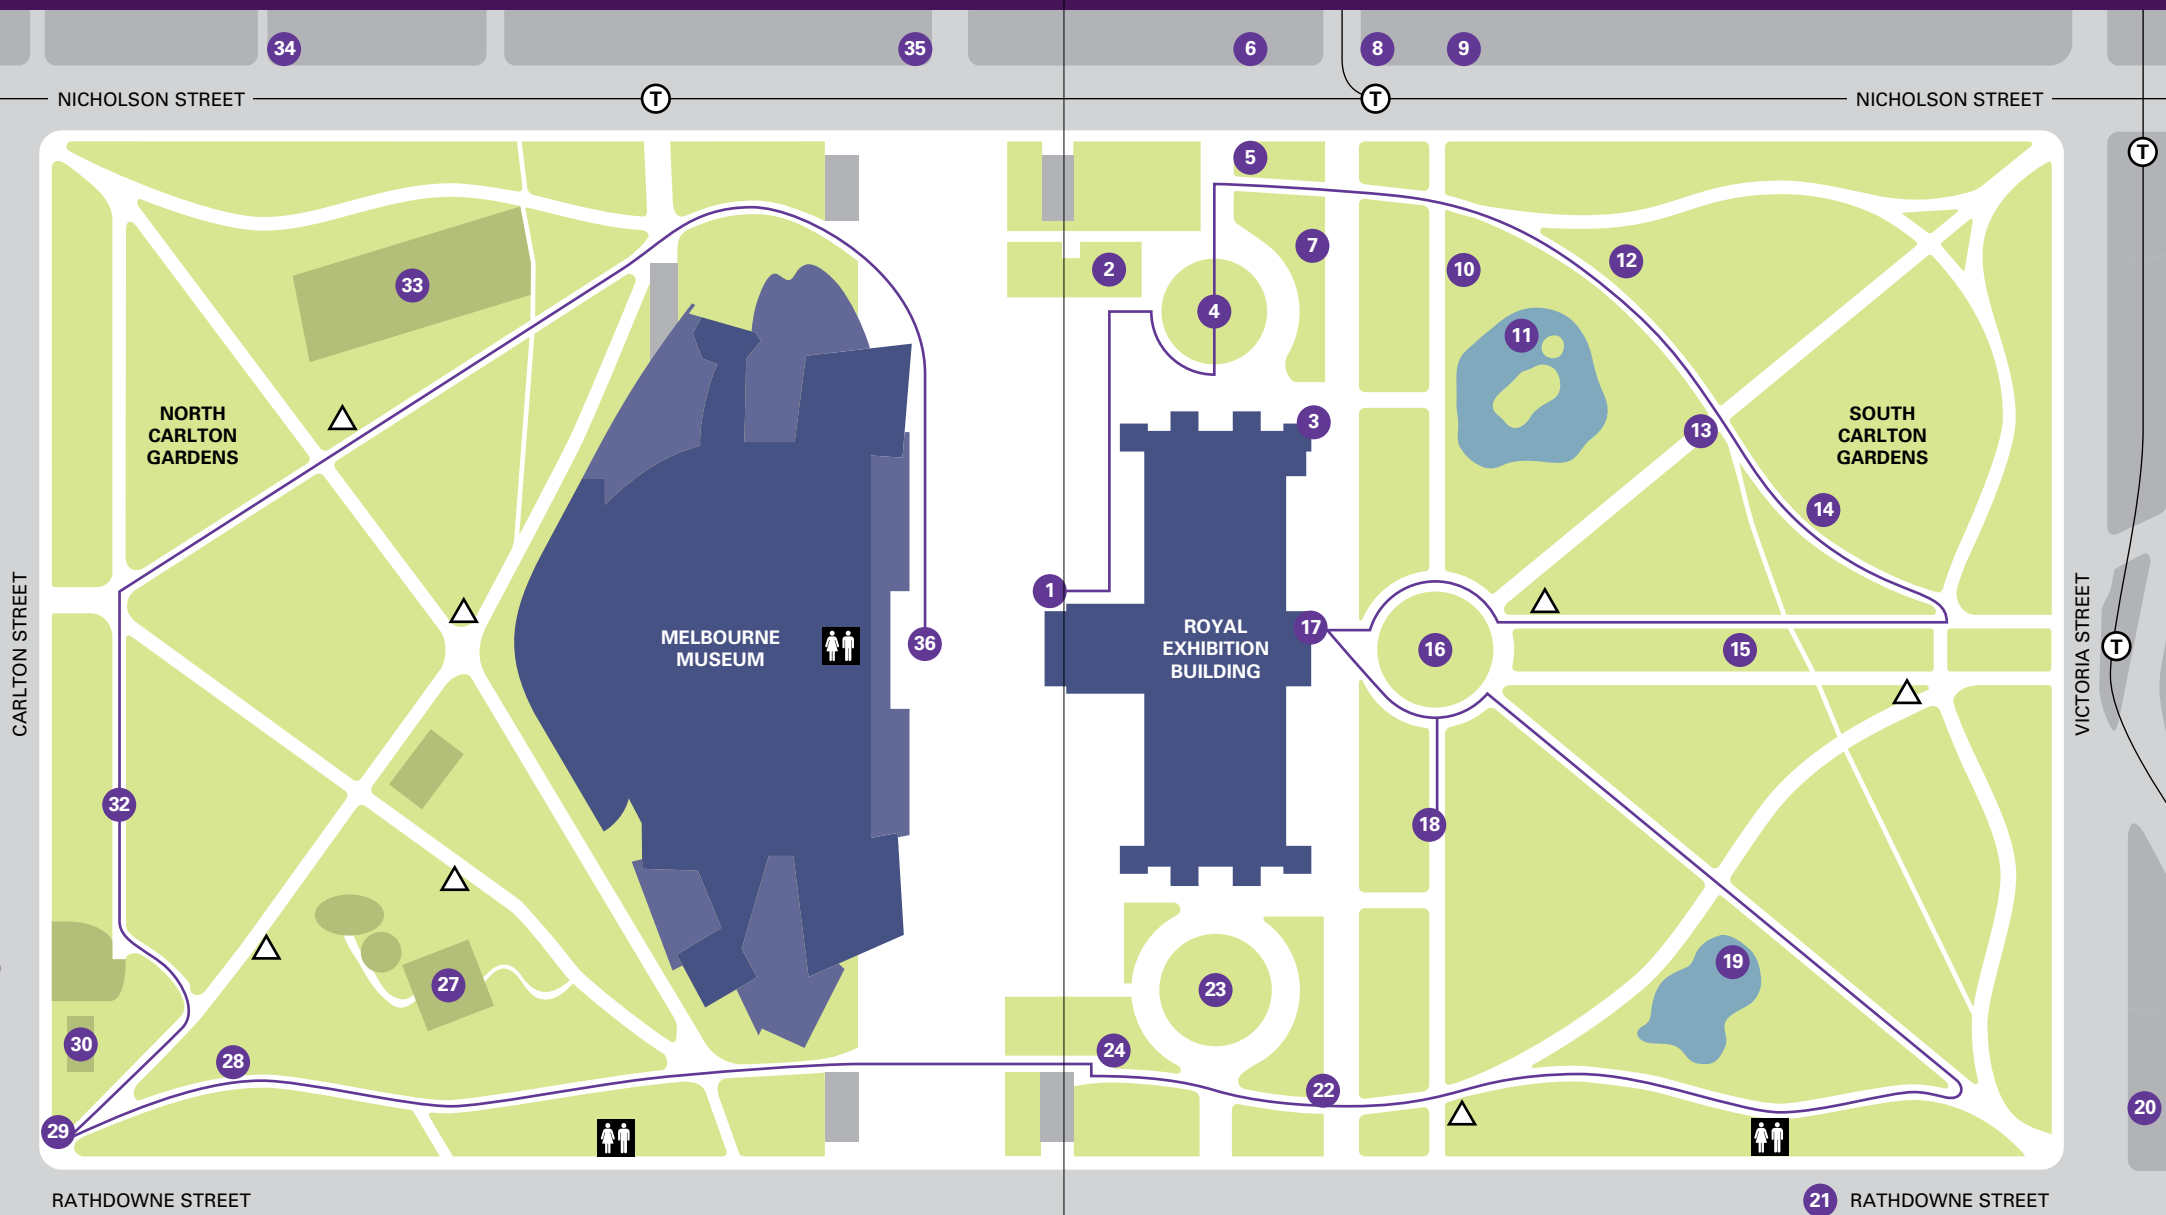 34
35
6
8
9
NICHOLSON STREET
T
T
NICHOLSON STREET
T
5
2
7
10
12
33
4
11
3
13
NORTH
CARLTON
GARDENS
SOUTH
CARLTON
GARDENS
14
1
CARLTON STREET
MELBOURNE
MUSEUM
36
ROYAL
EXHIBITION
BUILDING
17
16
15
VICTORIA STREET
T
32
18
27
23
19
30
28
24
22
29
20
RATHDOWNE STREET
21
RATHDOWNE STREET